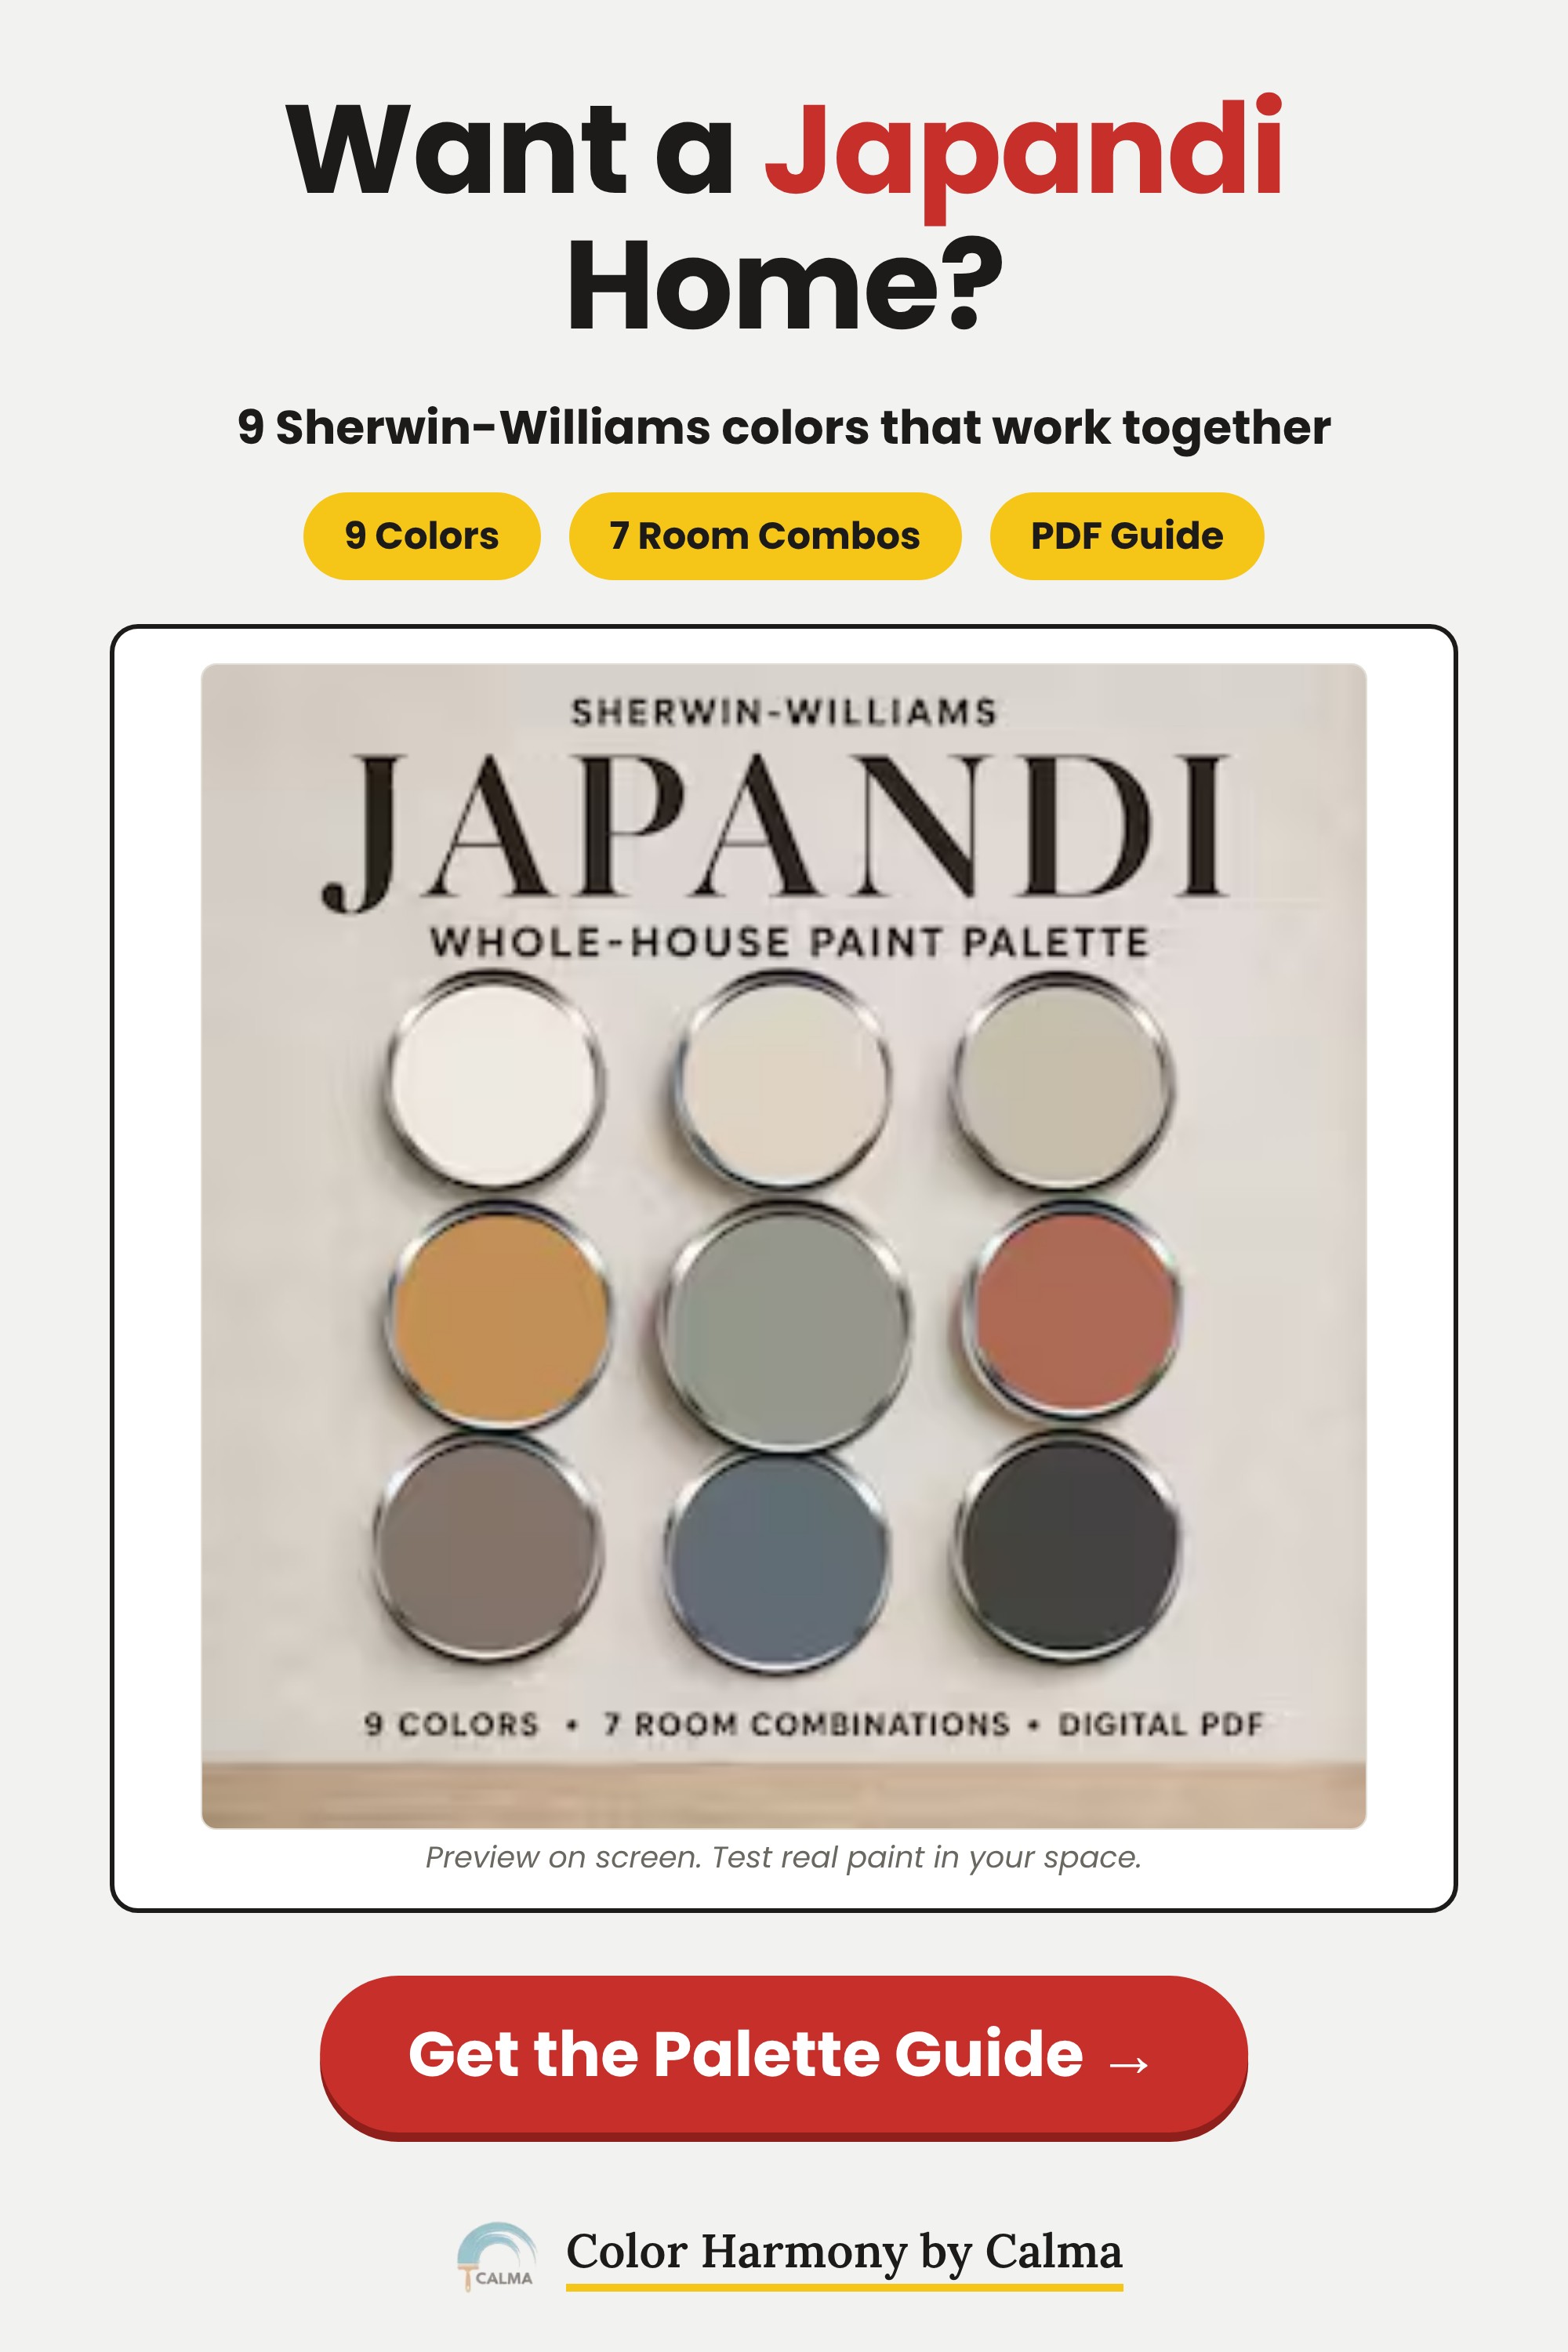 Want a Japandi
Home?
9 Sherwin-Williams colors that work together
9 Colors
7 Room Combos
PDF Guide
SHERWIN-WILLIAMS
JAPANDI
WHOLE-HOUSE PAINT PALETTE
9 COLORS • 7 ROOM COMBINATIONS • DIGITAL PDF
Preview on screen. Test real paint in your space.
Get the Palette Guide →
CALMA
Color Harmony by Calma